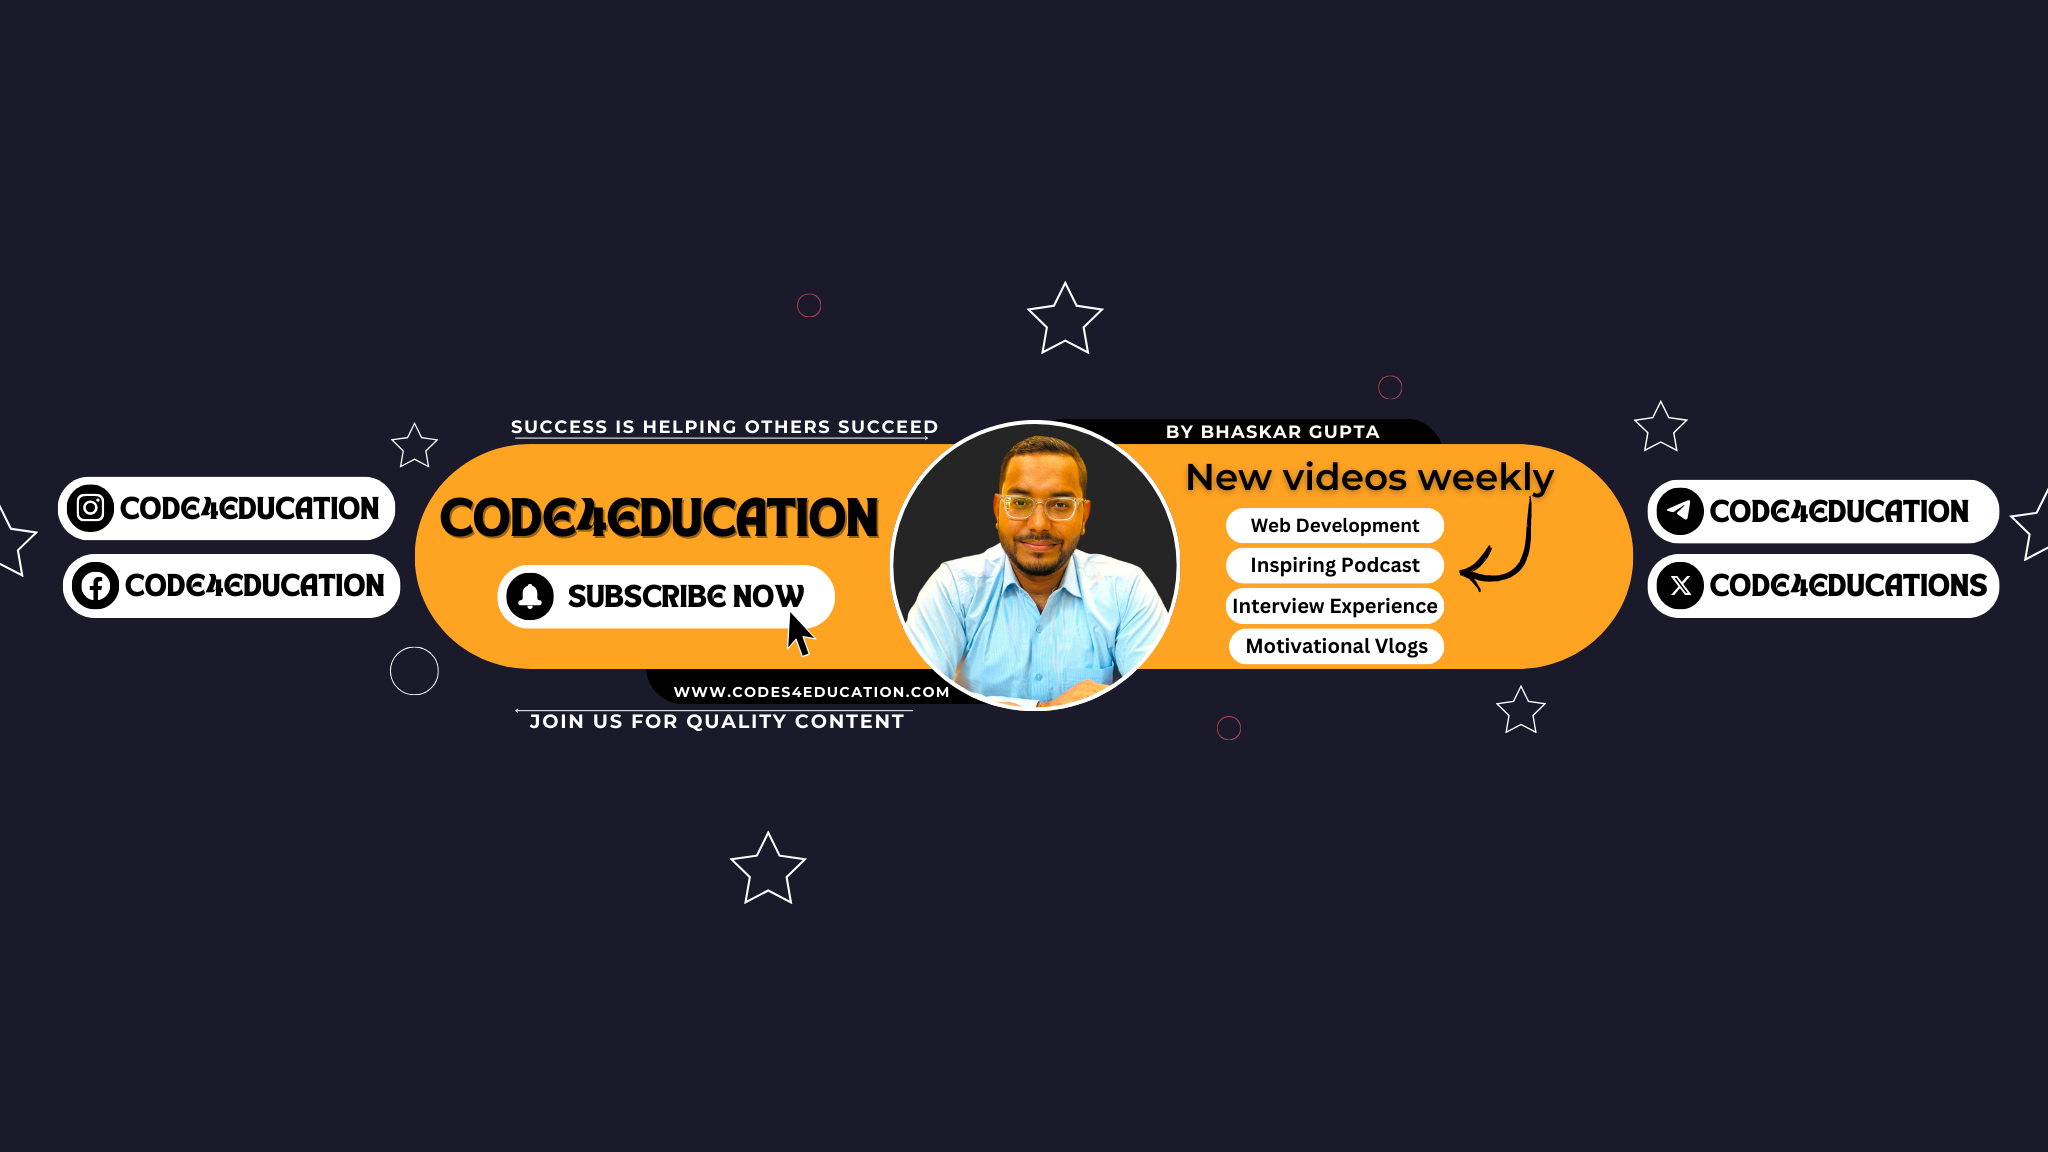 SUCCESS IS HELPING OTHERS SUCCEED
BY BHASKAR GUPTA
CODE4EDUCATION
CODE4EDUCATION
CODE4EDUCATION
SUBSCRIBE NOW
New videos weekly
Web Development
Inspiring Podcast
Interview Experience
Motivational Vlogs
CODE4EDUCATION
CODE4EDUCATIONS
WWW.CODES4EDUCATION.COM
JOIN US FOR QUALITY CONTENT